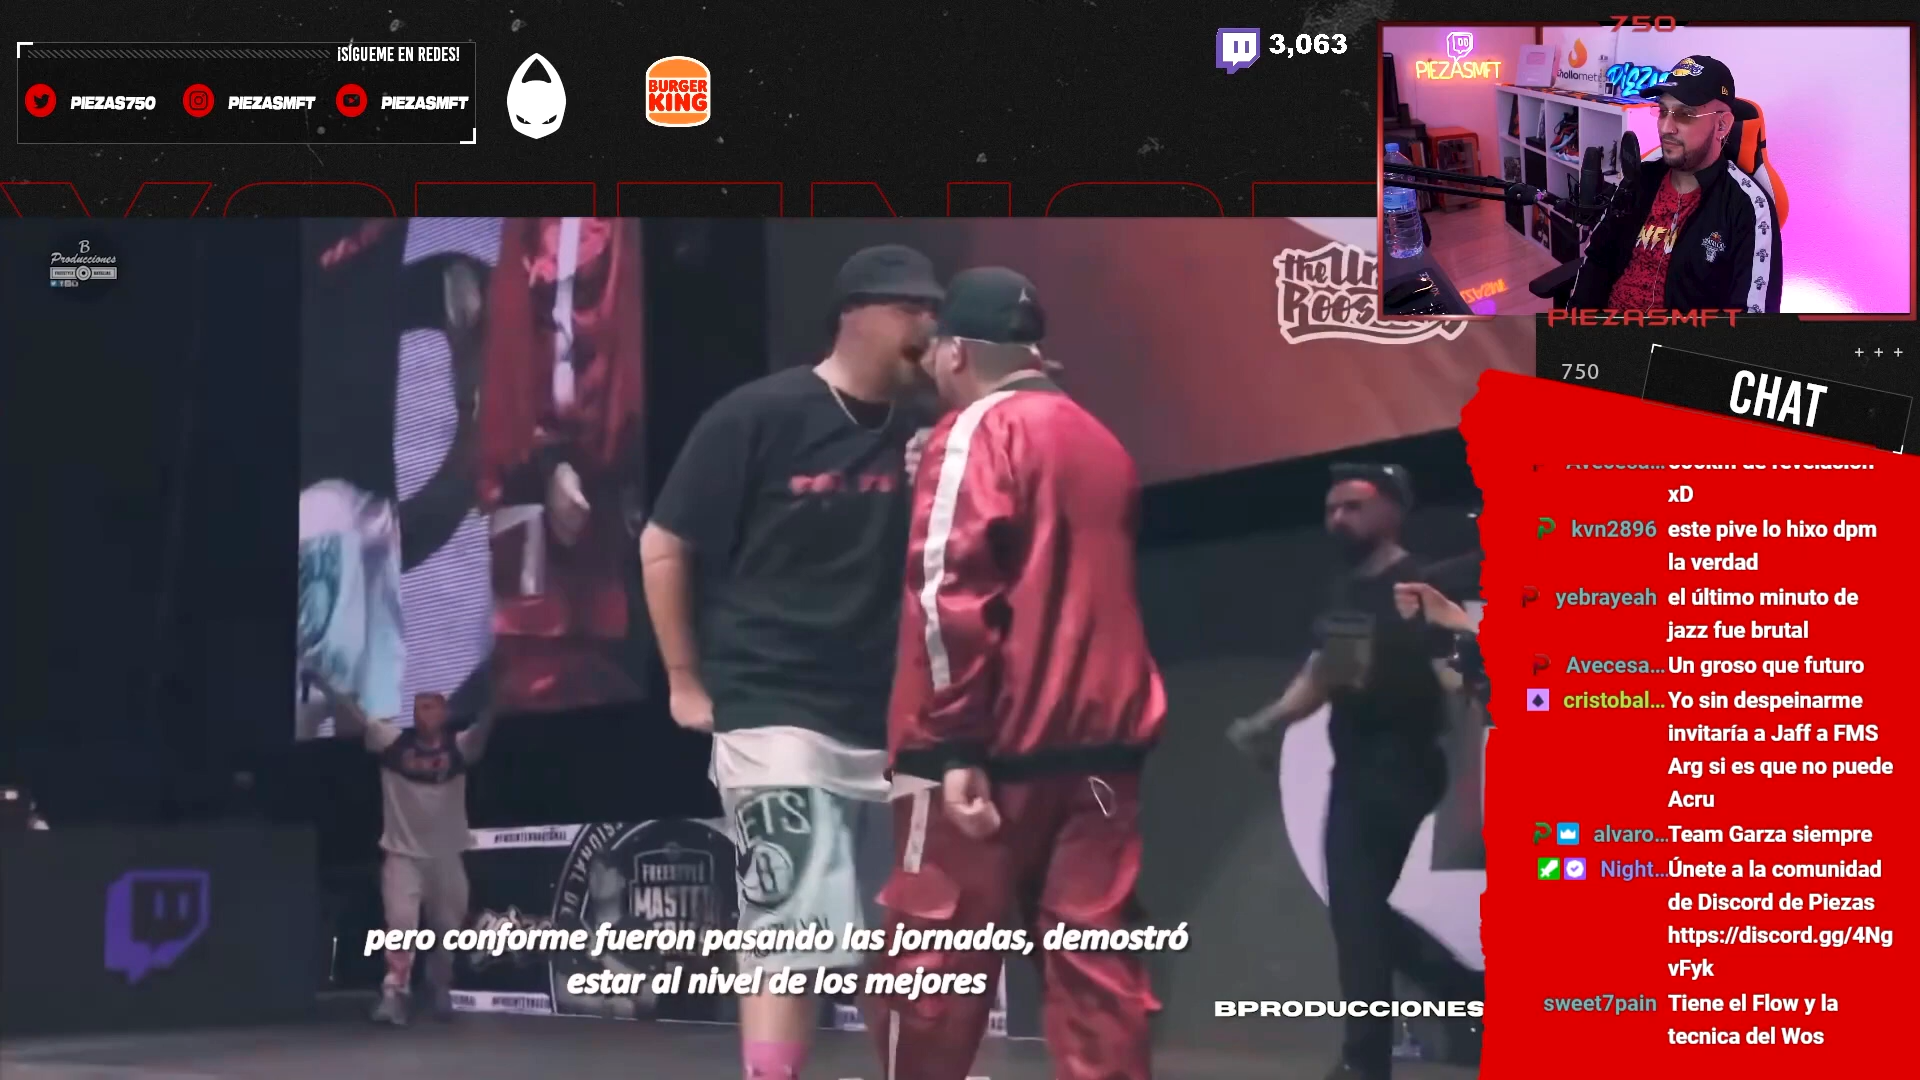 ¡SÍGUEME EN REDES!
PIEZAS750
PIEZASMFT
PIEZASMFT
BURGER
KING
3,063
750
PIEZASMFT
PIEZASMFT
750
CHAT
B
Producciones
the
xD
kvn2896 este pive lo hixo dpm
la verdad
yebrayeah el último minuto de
jazz fue brutal
Avecesa... Un groso que futuro
cristobal... Yo sin despeinarme
invitaría a Jaff a FMS
Arg si es que no puede
Acru
alvaro... Team Garza siempre
Night... Únete a la comunidad
de Discord de Piezas
https://discord.gg/4Ng
vFyk
sweet7pain Tiene el Flow y la
tecnica del Wos
FREESTYLE
MASTER
pero conforme fueron pasando las jornadas, demostró
estar al nivel de los mejores
BPRODUCCIONES